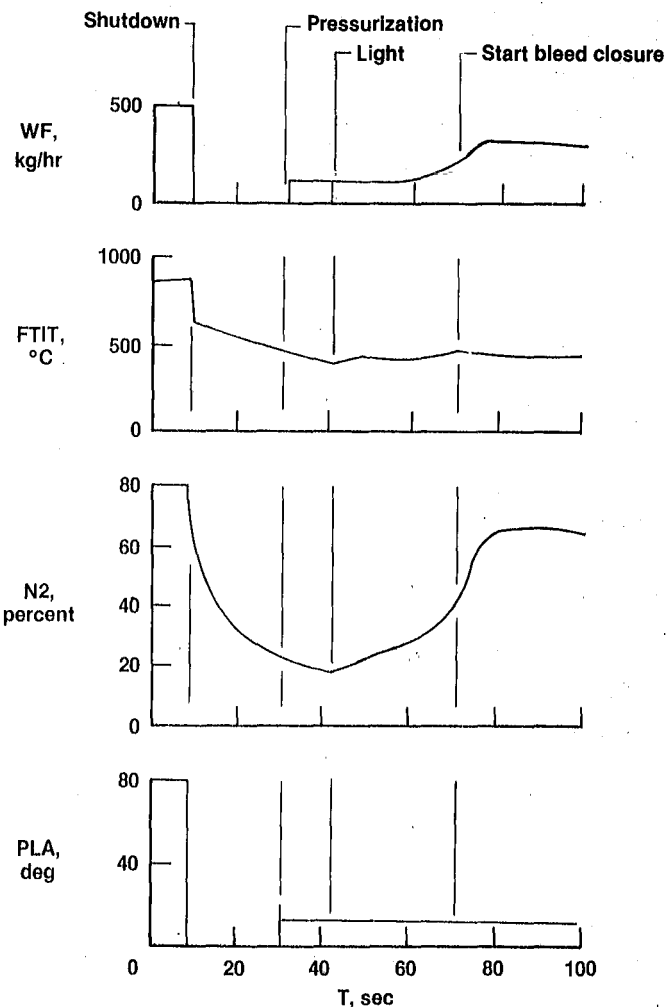 Shutdown
Pressurization
Light
Start bleed closure
500
WF,
kg/hr
0
1000
FTIT,
°C
500
0
80
60
N2,
percent
40
20
0
80
PLA,
deg
40
0 20 40 60 80 100
T, sec